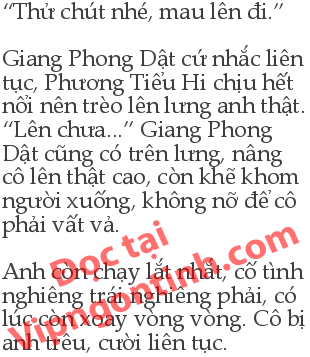 “Thử chút nhé, mau lên đi.”
Giang Phong Dật cứ nhắc liên
tục, Phương Tiểu Hi chịu hết
nổi nên trèo lên lưng anh thật.
“Lên chưa...” Giang Phong
Dật cũng có trên lưng, nâng
cô lên thật cao, còn khẽ khom
người xuống, không nỡ để cô
phải vất vả.
Anh còn chạy lắt nhắt, cố tình
nghiêng trái nghiêng phải, có
lúc còn xoay vòng vòng. Cô bị
anh trêu, cười liên tục.
Đọc tại
Vipngontinh.com